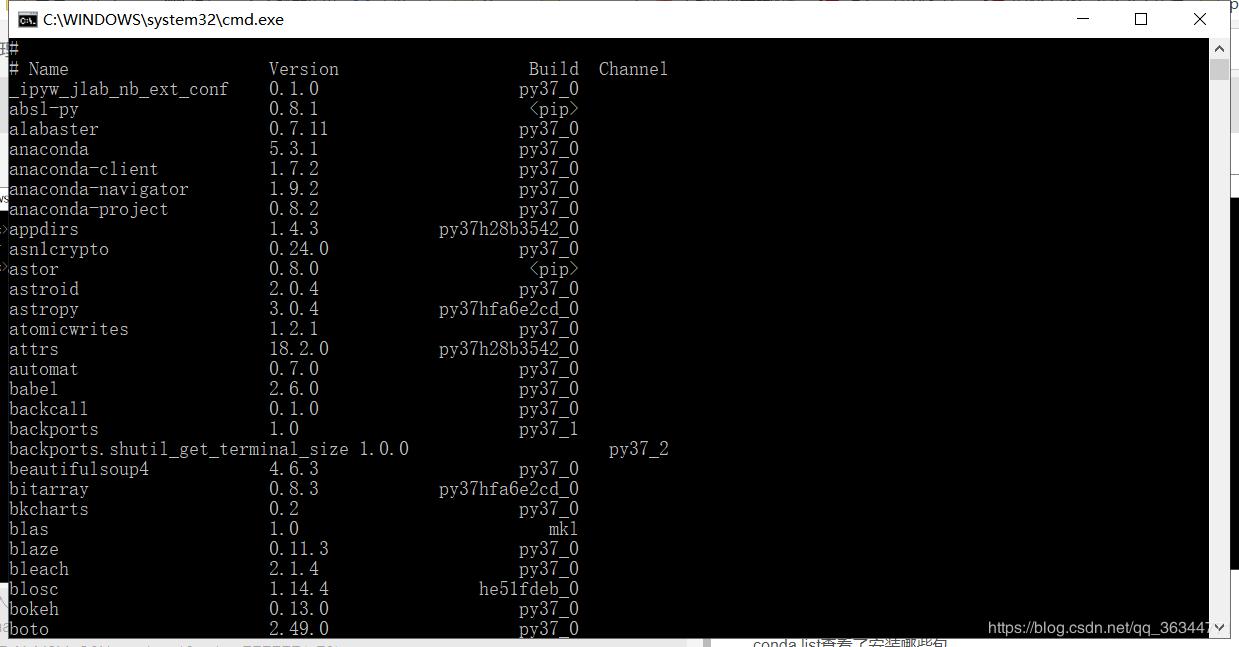 C:\WINDOWS\system32\cmd.exe
#
# Name Version Build Channel
_ipyw_jlab_nb_ext_conf 0.1.0 py37_0
absl-py 0.8.1 <pip>
alabaster 0.7.11 py37_0
anaconda 5.3.1 py37_0
anaconda-client 1.7.2 py37_0
anaconda-navigator 1.9.2 py37_0
anaconda-project 0.8.2 py37_0
appdirs 1.4.3 py37h28b3542_0
asn1crypto 0.24.0 py37_0
astor 0.8.0 <pip>
astroid 2.0.4 py37_0
astropy 3.0.4 py37hfa6e2cd_0
atomicwrites 1.2.1 py37_0
attrs 18.2.0 py37h28b3542_0
automat 0.7.0 py37_0
babel 2.6.0 py37_0
backcall 0.1.0 py37_0
backports 1.0 py37_1
backports.shutil_get_terminal_size 1.0.0 py37_2
beautifulsoup4 4.6.3 py37_0
bitarray 0.8.3 py37hfa6e2cd_0
bkcharts 0.2 py37_0
blas 1.0 mkl
blaze 0.11.3 py37_0
bleach 2.1.4 py37_0
blosc 1.14.4 he51fdeb_0
bokeh 0.13.0 py37_0
boto 2.49.0 py37_0
https://blog.csdn.net/qq_363447
conda list查看了安装哪些包